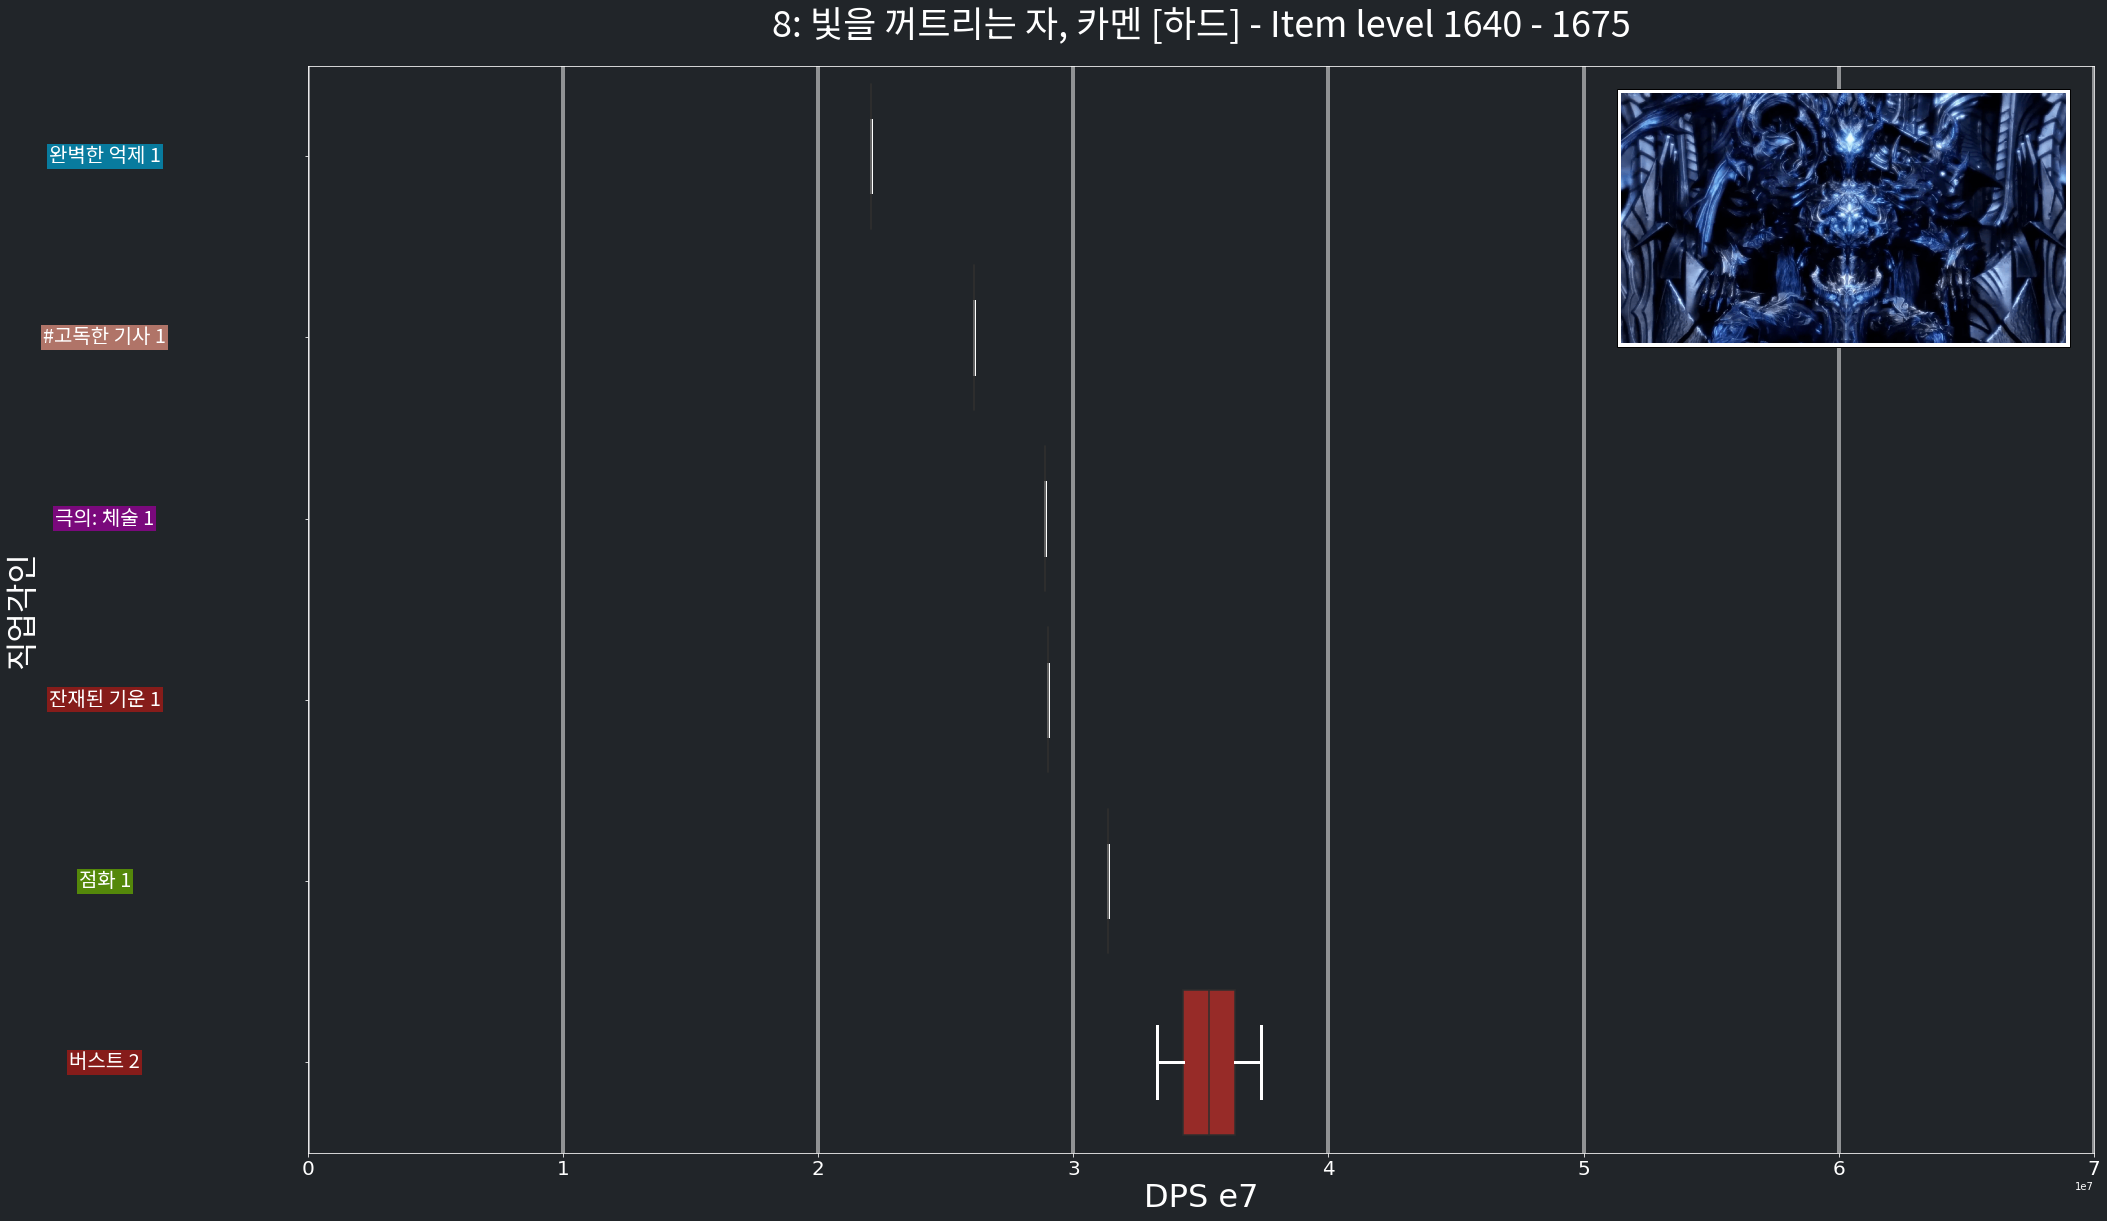 8: 빛을 꺼트리는 자, 카멘 [하드] - Item level 1640 - 1675
직업각인
완벽한 억제 1
#고독한 기사 1
극의: 체술 1
잔재된 기운 1
점화 1
버스트 2
0 1 2 3 4 5 6 7
1e7
DPS e7